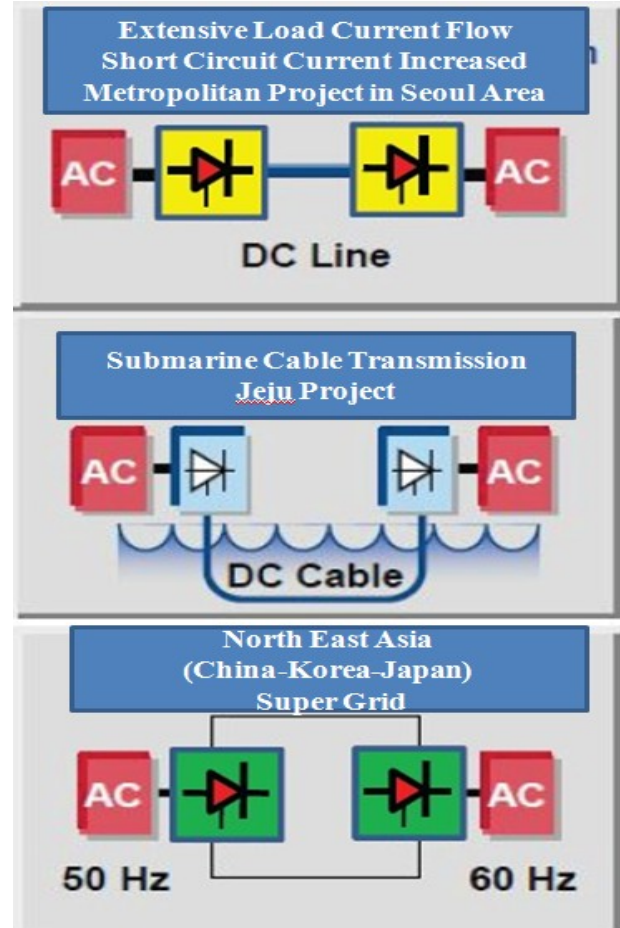 Extensive Load Current Flow
Short Circuit Current Increased
Metropolitan Project in Seoul Area
AC
AC
DC Line
Submarine Cable Transmission
Jeju Project
AC
AC
DC Cable
North East Asia
(China-Korea-Japan)
Super Grid
AC
AC
50 Hz
60 Hz